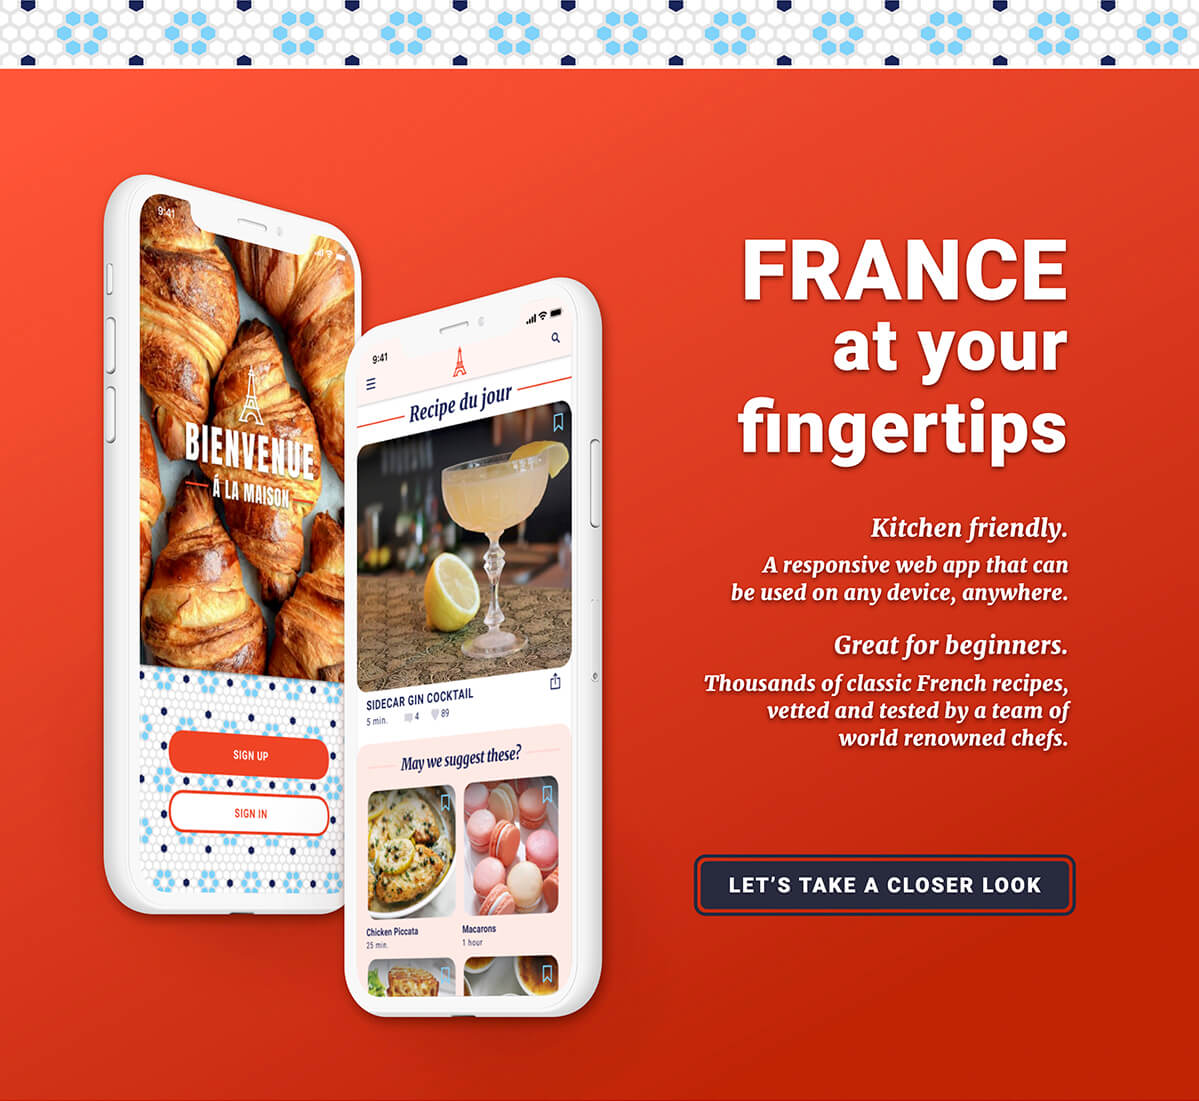 9:41
BIENVENUE
Á LA MAISON
SIGN UP
SIGN IN
9:41
Recipe du jour
SIDECAR GIN COCKTAIL
5 min. 4 89
May we suggest these?
Chicken Piccata
25 min.
Macarons
1 hour
FRANCE
at your
fingertips
Kitchen friendly.
A responsive web app that can
be used on any device, anywhere.
Great for beginners.
Thousands of classic French recipes,
vetted and tested by a team of
world renowned chefs.
LET’S TAKE A CLOSER LOOK